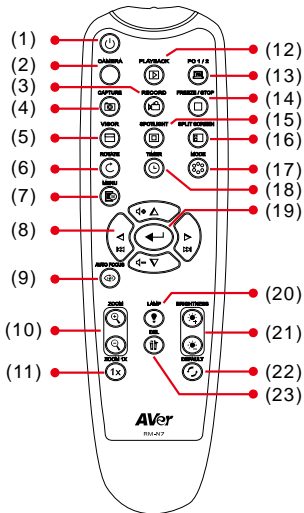 (1)
(2)
(3)
(4)
(5)
(6)
(7)
(8)
(9)
(10)
(11)
CAMERA PLAYBACK PC 1 / 2
CAPTURE RECORD FREEZE / STOP
VISOR SPOTLIGHT SPLIT SCREEN
ROTATE TIMER MODE
MENU
AUTO FOCUS
ZOOM LAMP BRIGHTNESS
DEL
ZOOM 1X DEFAULT
1x
AVer
RM-N7
(12)
(13)
(14)
(15)
(16)
(17)
(18)
(19)
(20)
(21)
(22)
(23)